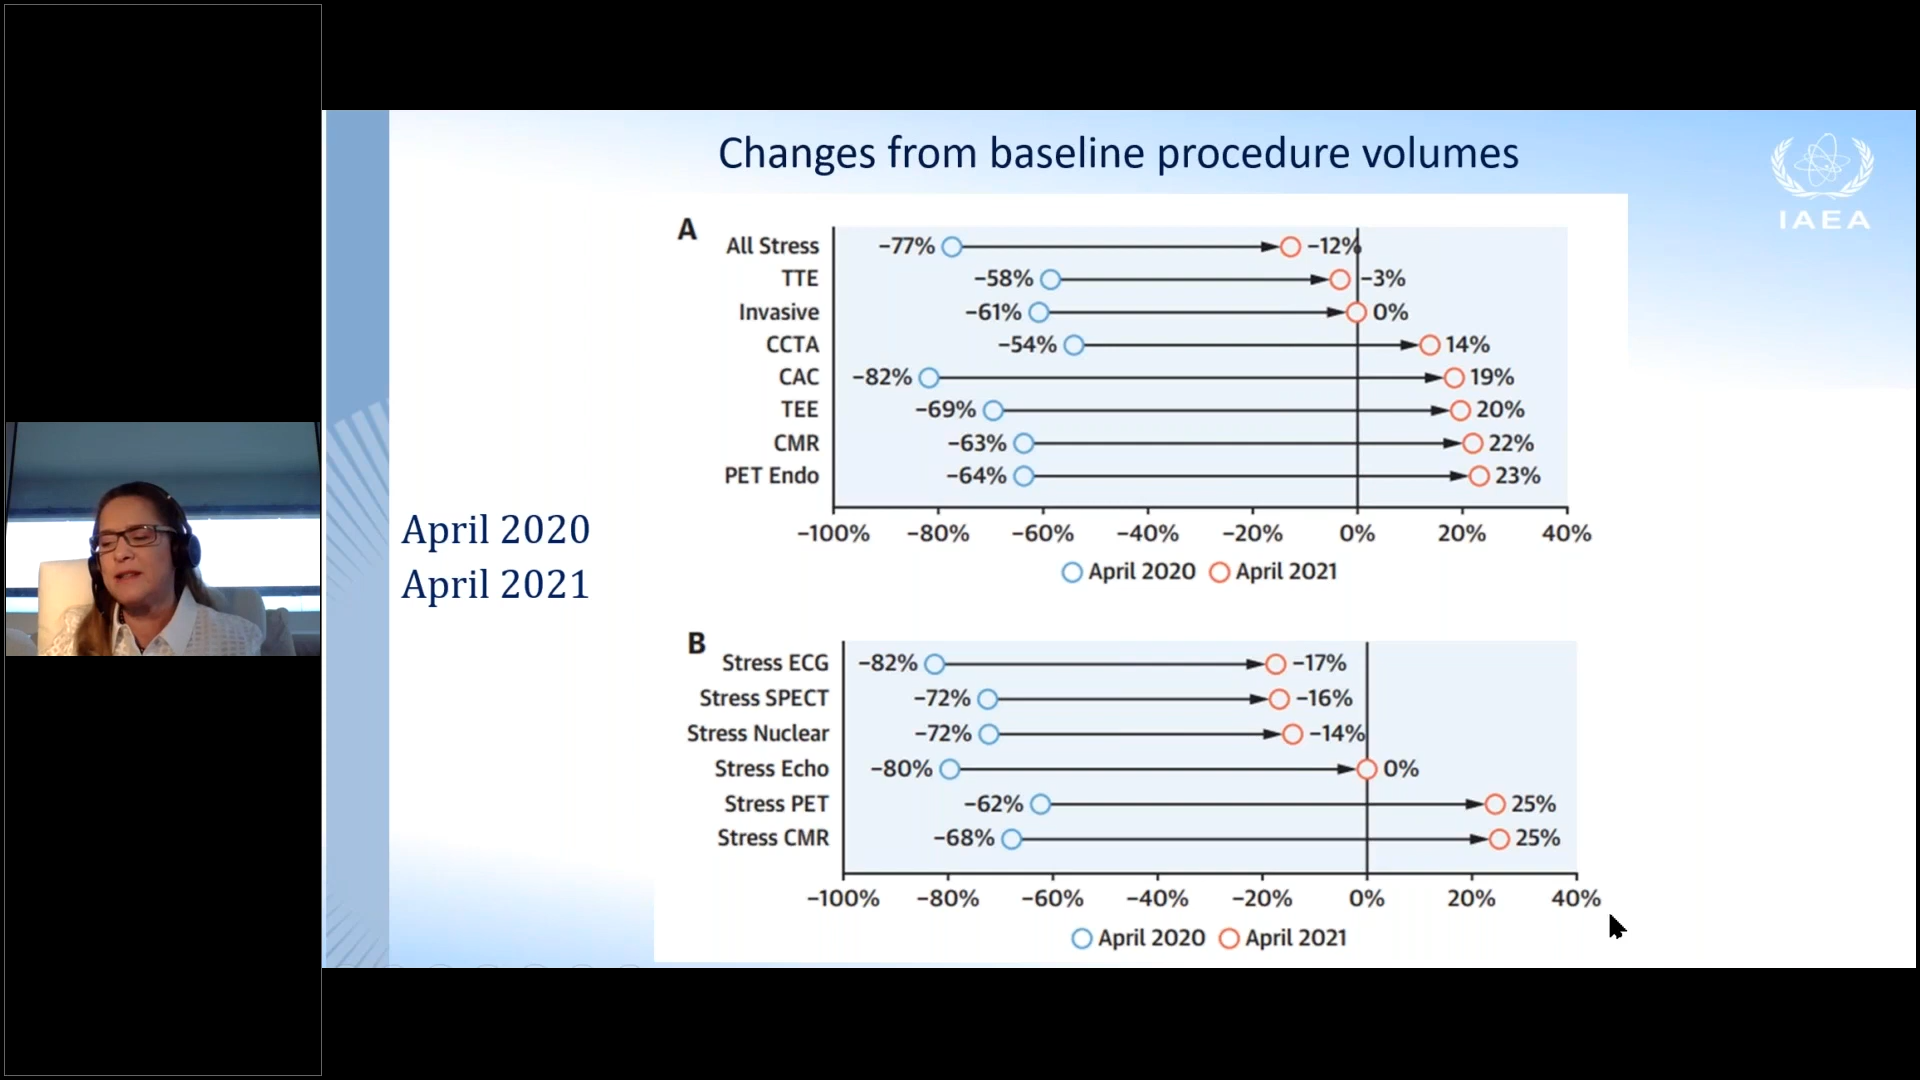 Changes from baseline procedure volumes
IAEA
April 2020
April 2021
A
All Stress −77% −12%
TTE −58% −3%
Invasive −61% 0%
CCTA −54% 14%
CAC −82% 19%
TEE −69% 20%
CMR −63% 22%
PET Endo −64% 23%
−100% −80% −60% −40% −20% 0% 20% 40%
April 2020 April 2021
B
Stress ECG −82% −17%
Stress SPECT −72% −16%
Stress Nuclear −72% −14%
Stress Echo −80% 0%
Stress PET −62% 25%
Stress CMR −68% 25%
−100% −80% −60% −40% −20% 0% 20% 40%
April 2020 April 2021